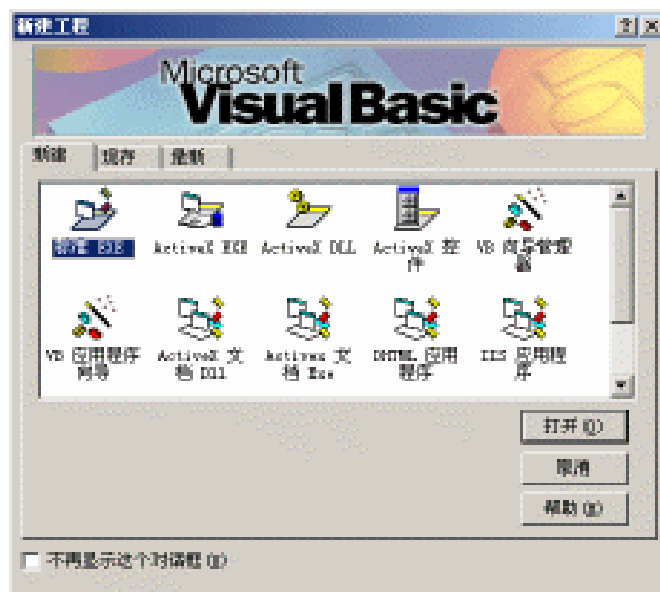 新建工程
Microsoft
Visual Basic
新建 现存 最新
标准 EXE ActiveX EXE ActiveX DLL ActiveX 控件 VB 向导管理器
VB 应用程序向导 ActiveX 文档 Dll Activex 文档 Exe DHTML 应用程序 IIS 应用程序
打开(O)
取消
帮助(H)
不再显示这个对话框(D)